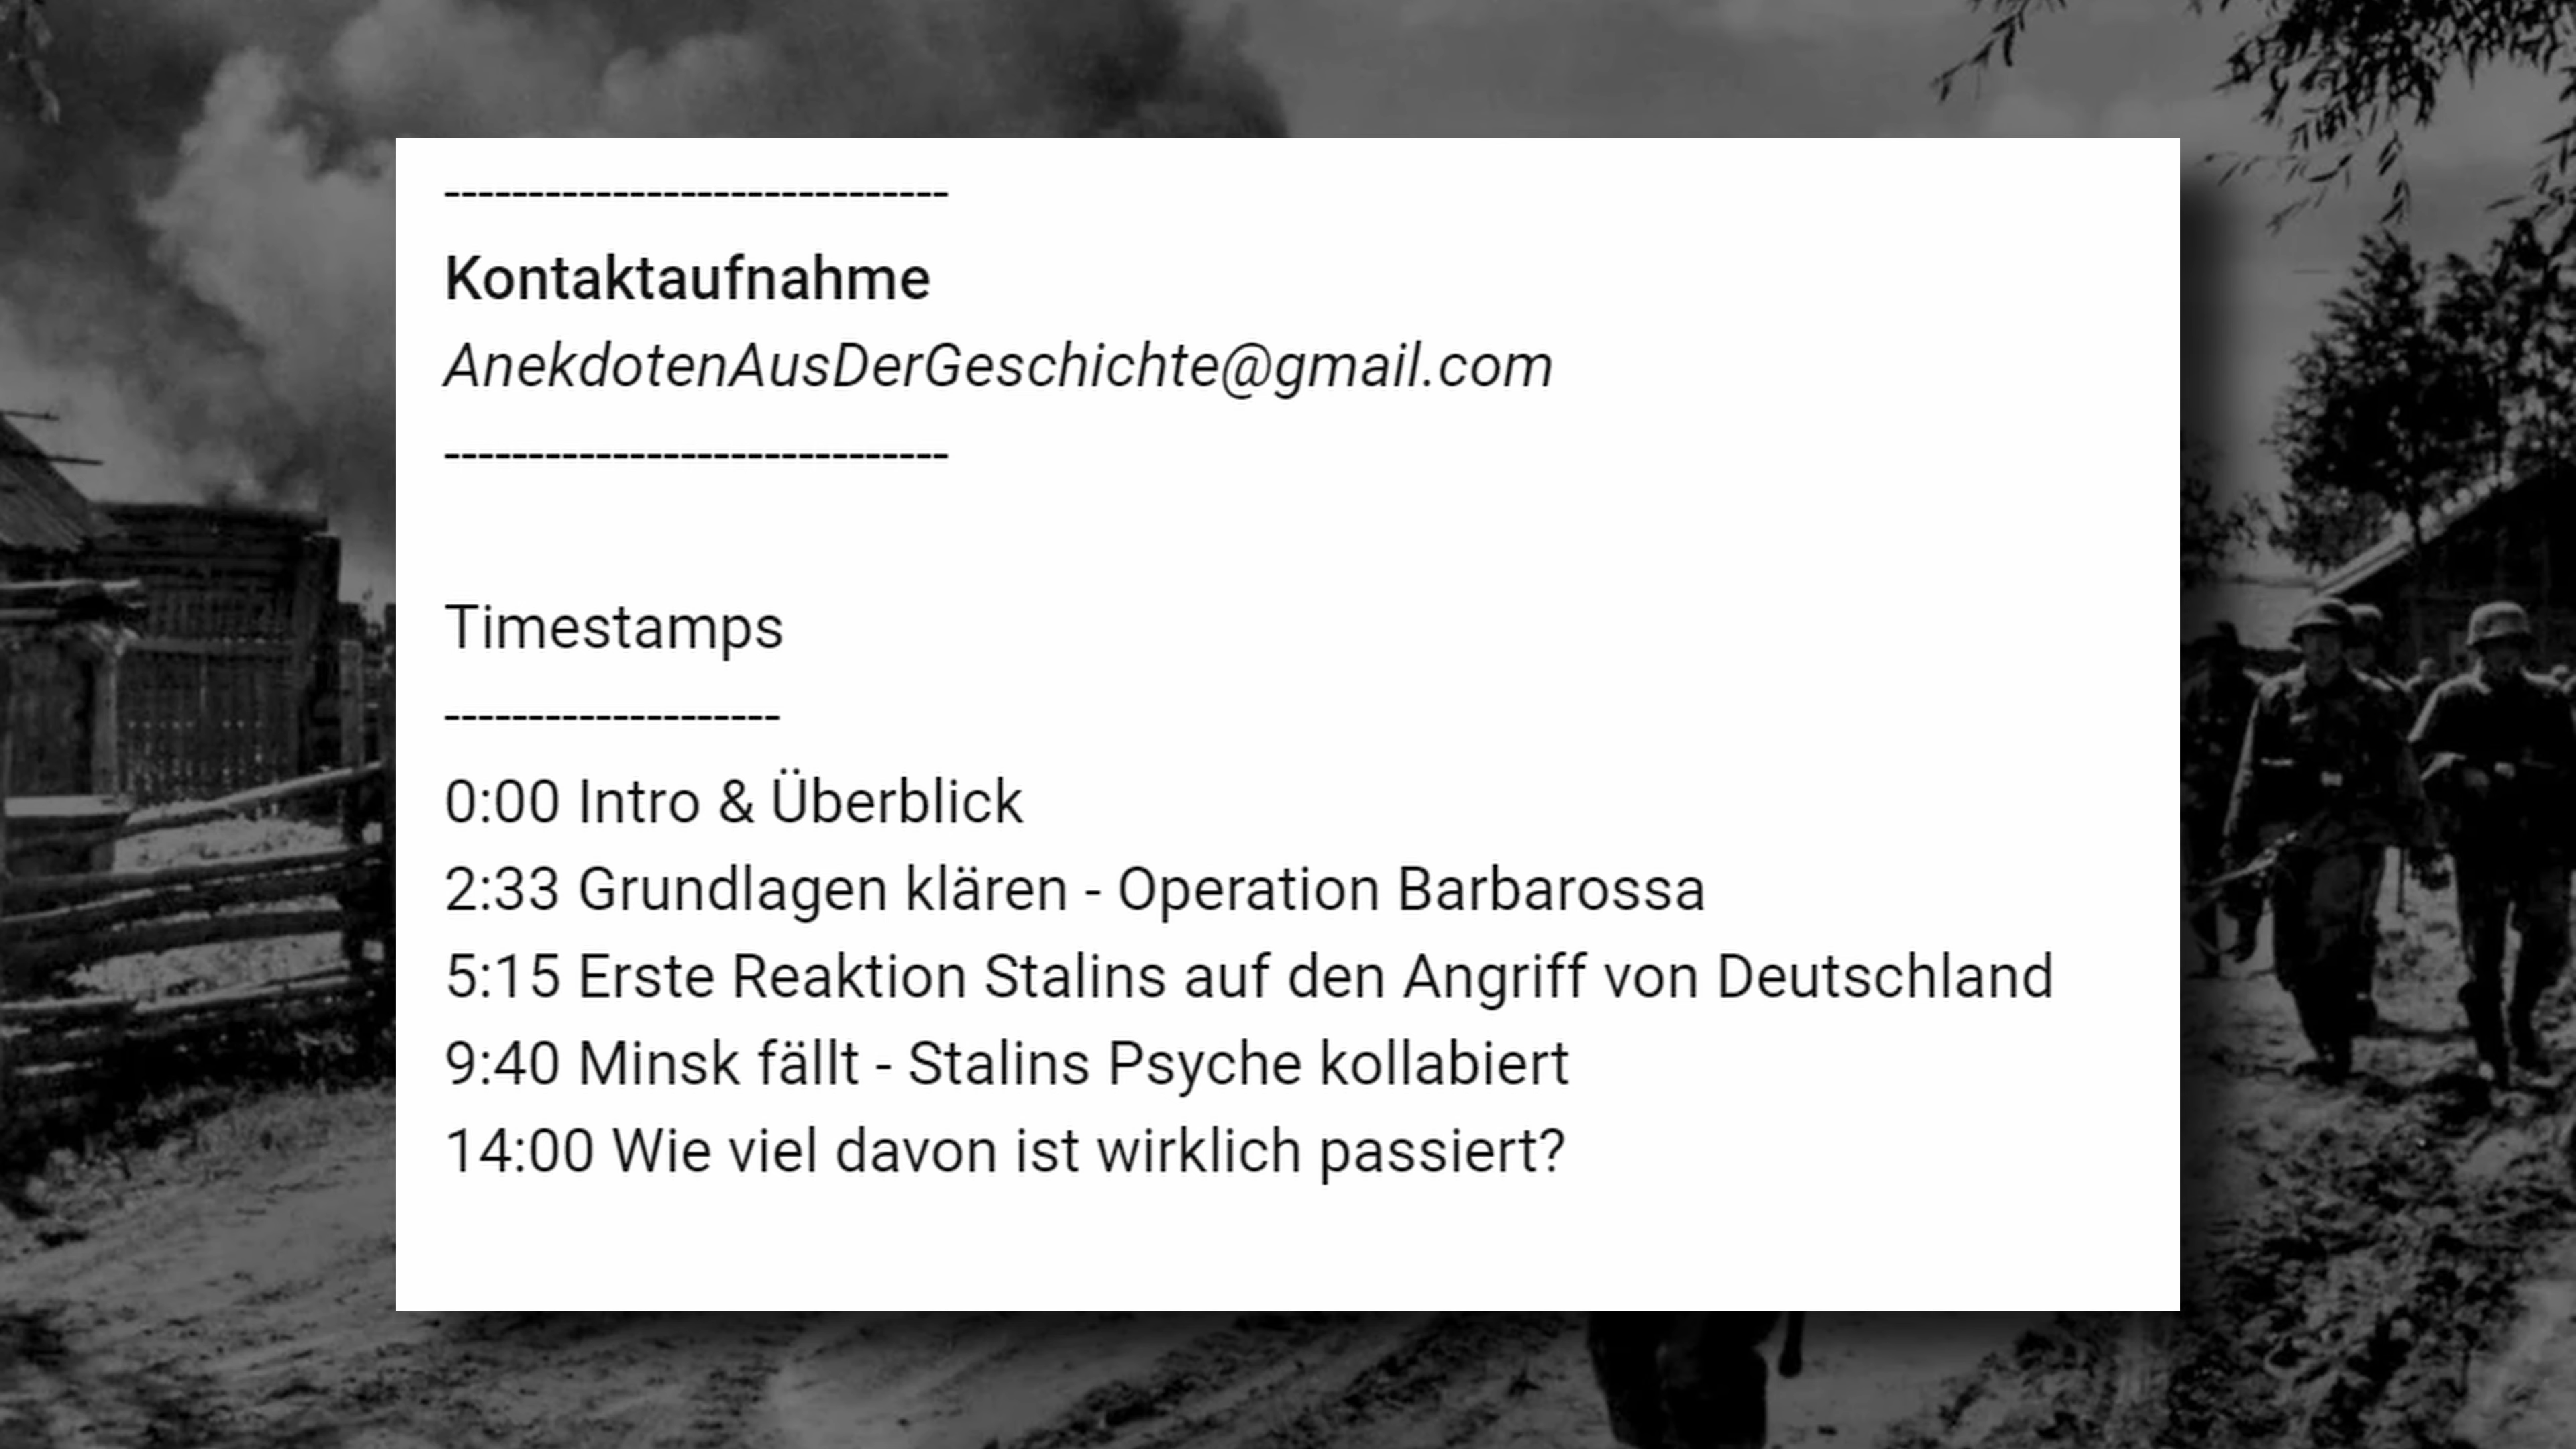 ------------------------------
Kontaktaufnahme
AnekdotenAusDerGeschichte@gmail.com
------------------------------
Timestamps
--------------------
0:00 Intro & Überblick
2:33 Grundlagen klären - Operation Barbarossa
5:15 Erste Reaktion Stalins auf den Angriff von Deutschland
9:40 Minsk fällt - Stalins Psyche kollabiert
14:00 Wie viel davon ist wirklich passiert?